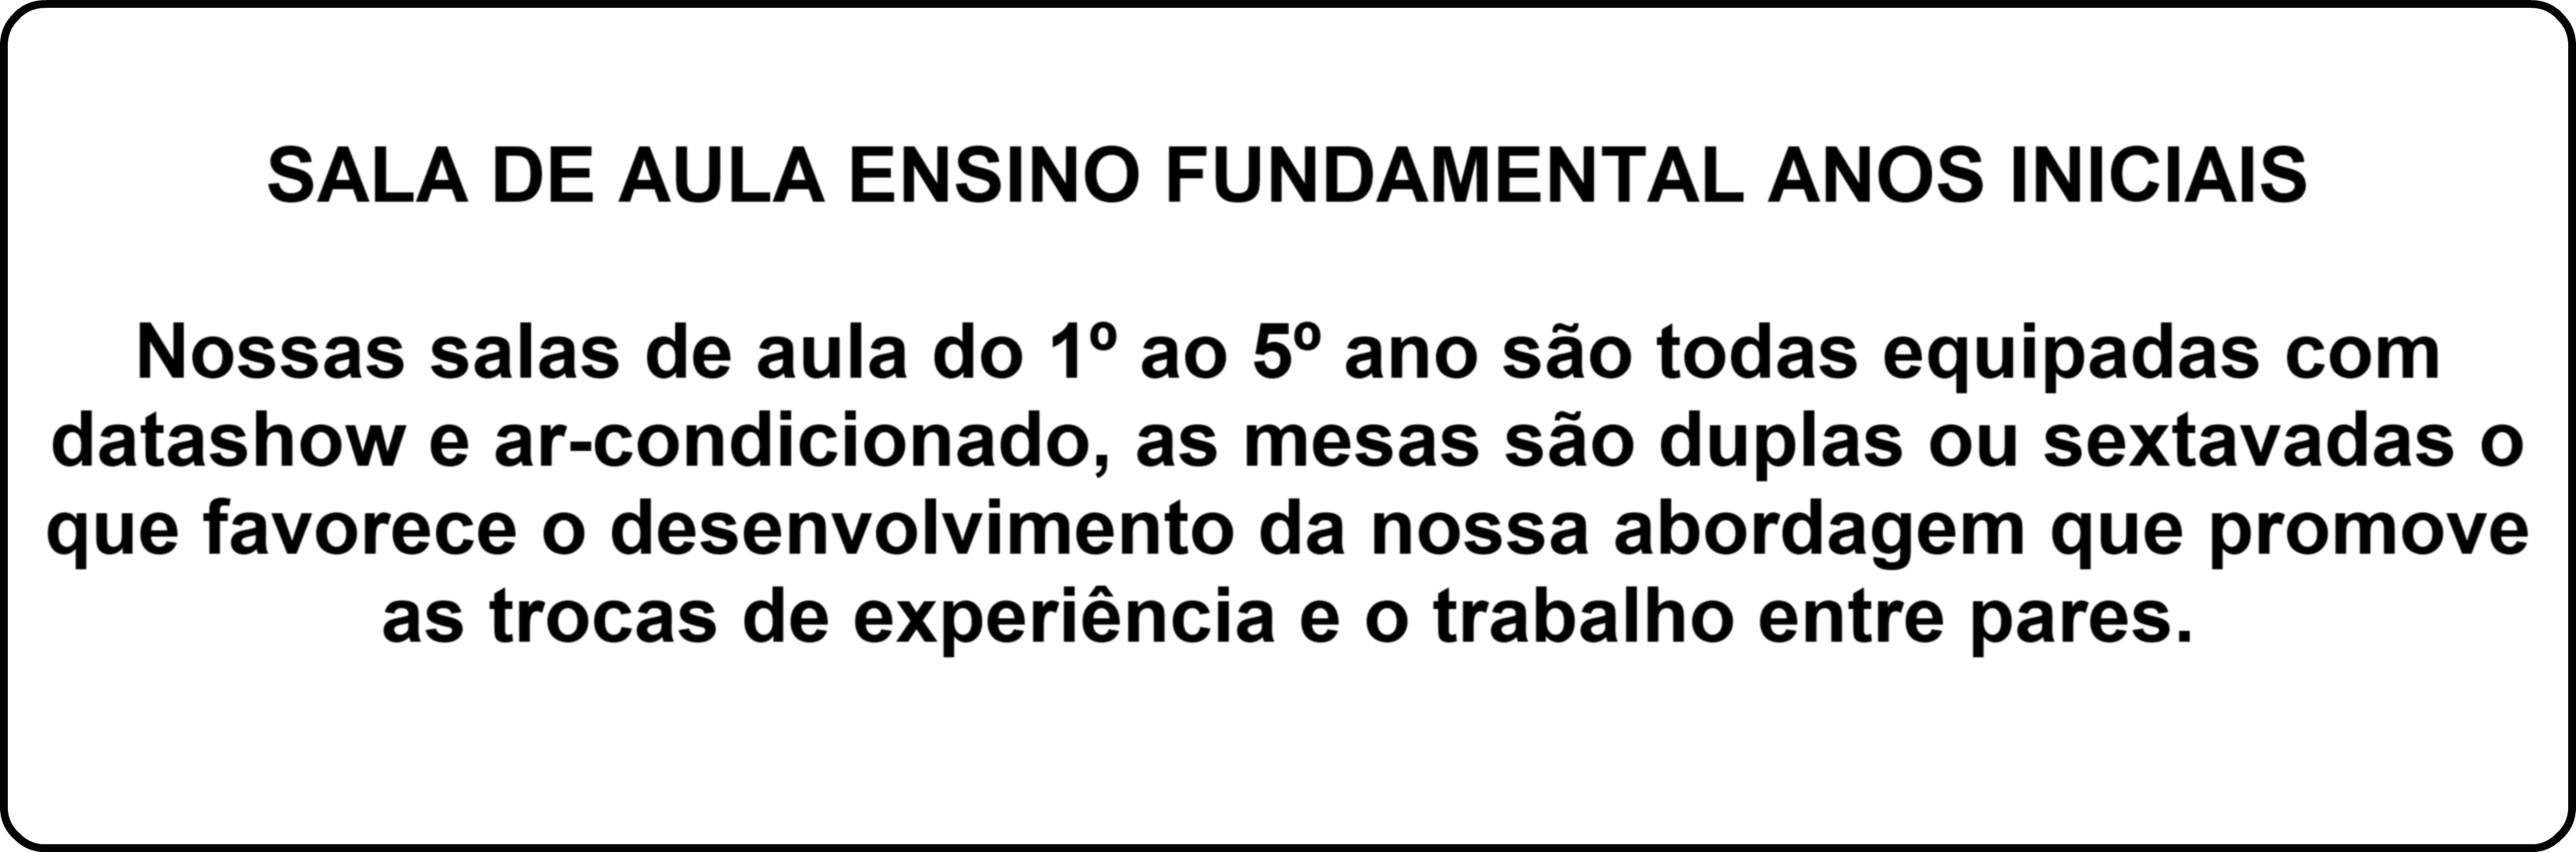 SALA DE AULA ENSINO FUNDAMENTAL ANOS INICIAIS
Nossas salas de aula do 1º ao 5º ano são todas equipadas com
datashow e ar-condicionado, as mesas são duplas ou sextavadas o
que favorece o desenvolvimento da nossa abordagem que promove
as trocas de experiência e o trabalho entre pares.